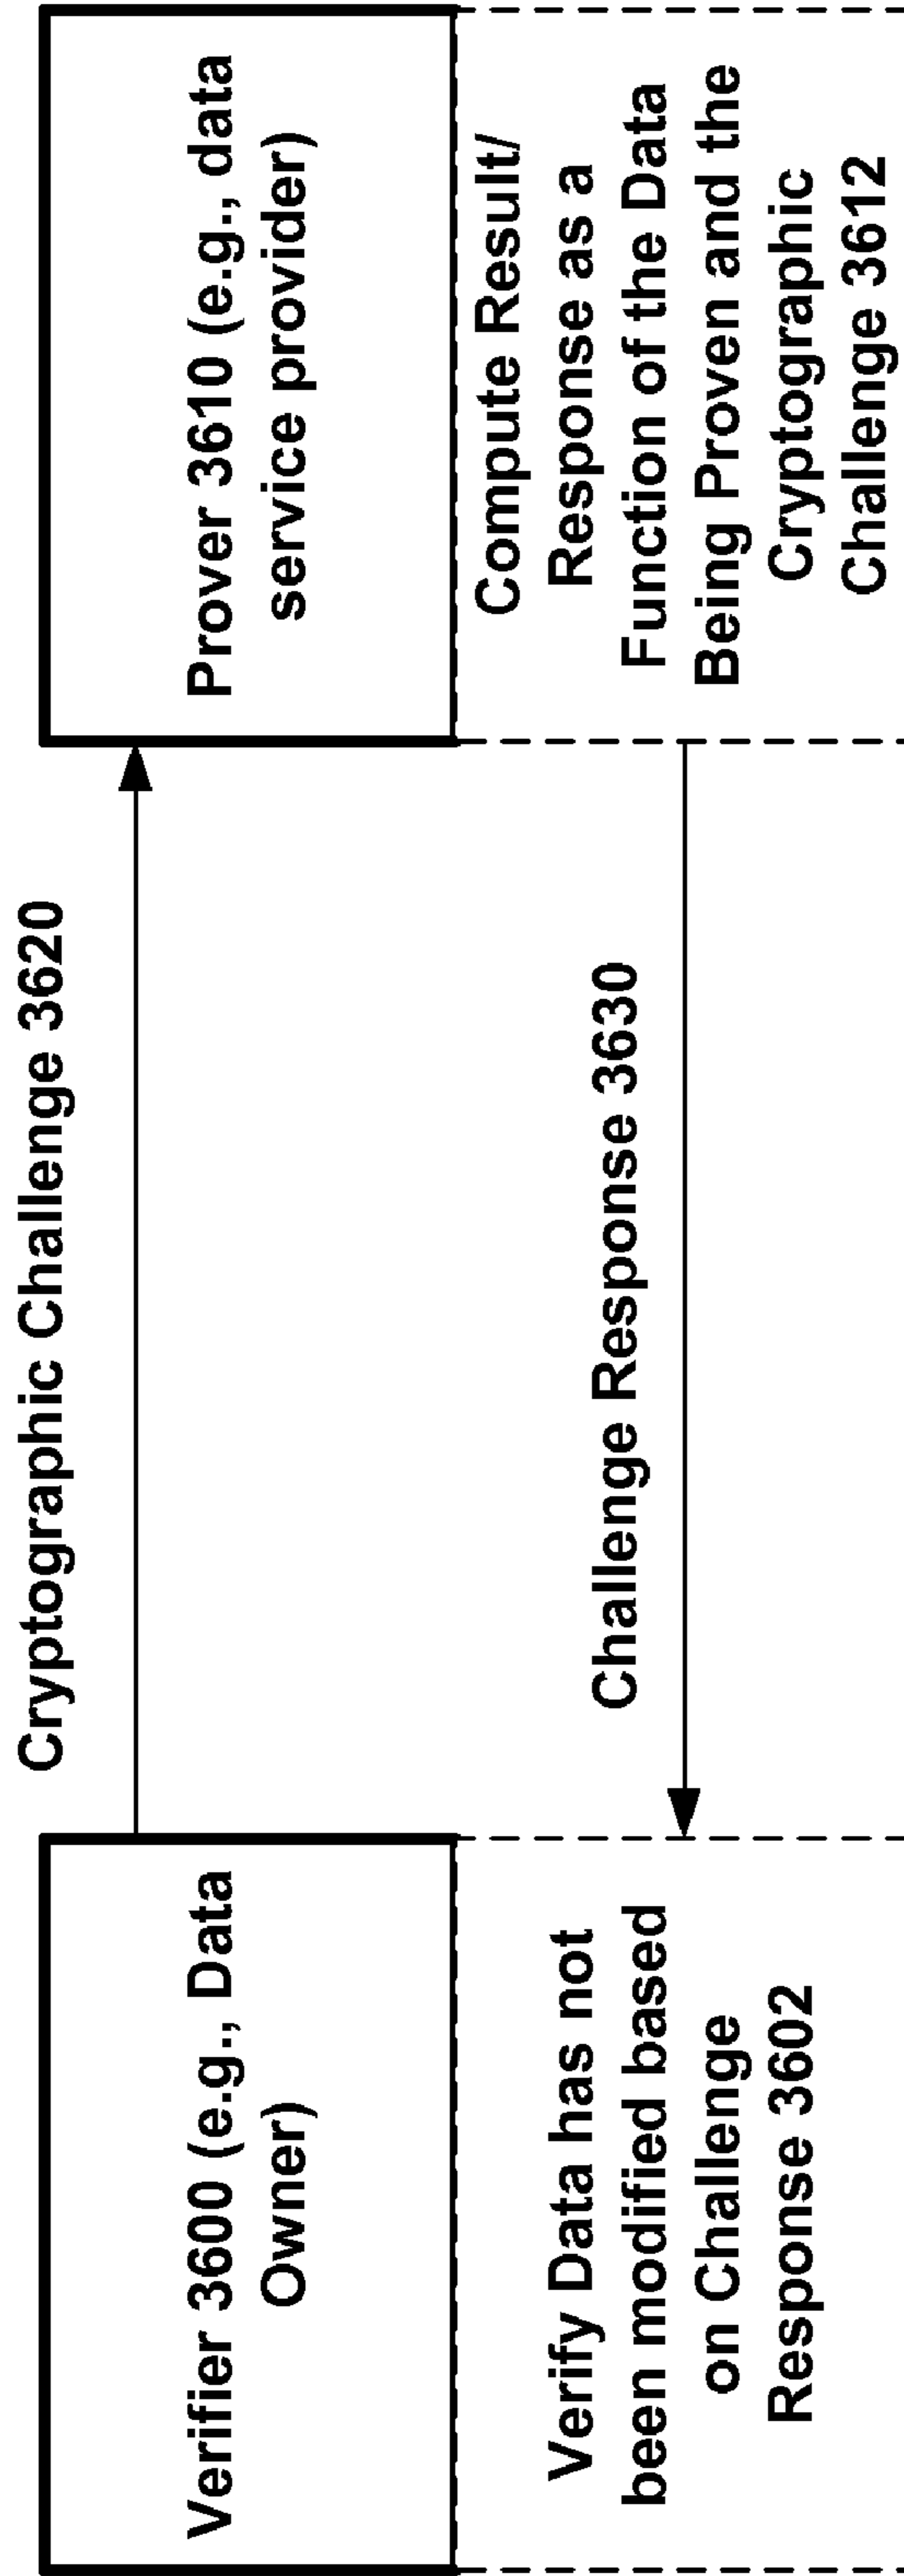 Verifier 3600 (e.g., Data
Owner)
Verify Data has not
been modified based
on Challenge
Response 3602
Cryptographic Challenge 3620
Challenge Response 3630
Prover 3610 (e.g., data
service provider)
Compute Result/
Response as a
Function of the Data
Being Proven and the
Cryptographic
Challenge 3612